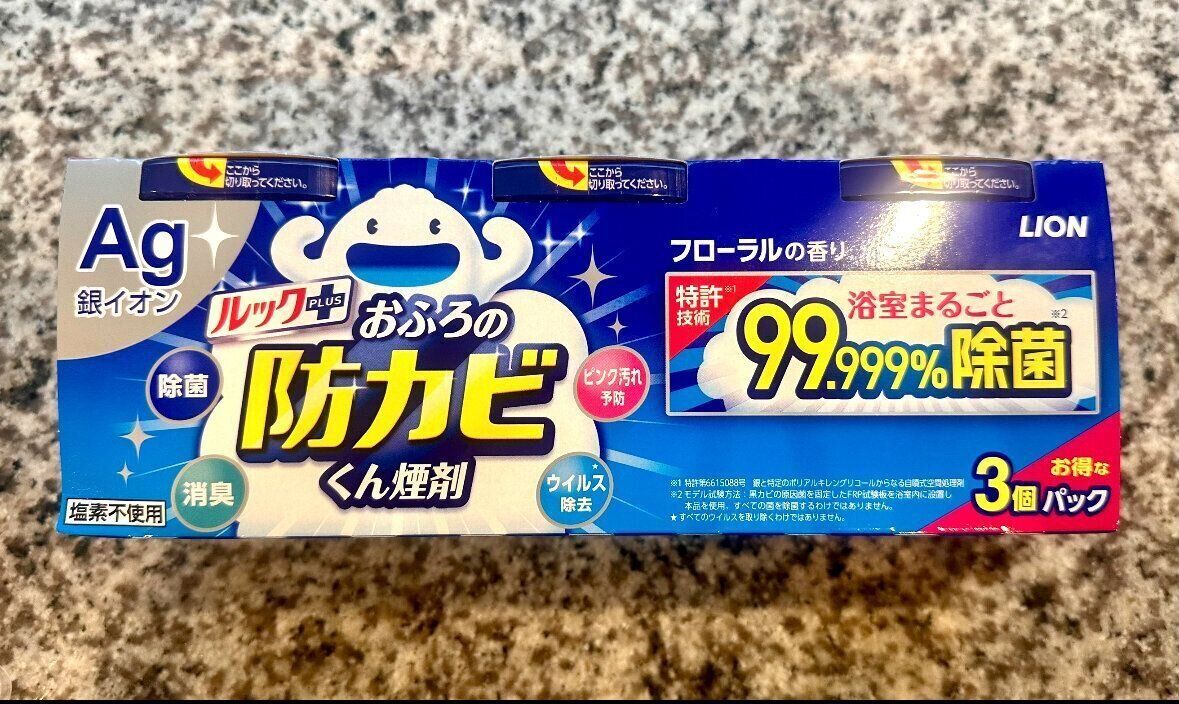 ここから
切り取ってください。
ここから
切り取ってください。
ここから
切り取ってください。
Ag
銀イオン
LION
フローラルの香り
ルックPLUS
おふろの
防カビ
くん煙剤
除菌
消臭
ピンク汚れ
予防
ウイルス★
除去
塩素不使用
特許※1
技術
浴室まるごと
99.999%除菌※2
※1 特許第6615088号 銀と特定のポリアルキレングリコールからなる自噴式空間処理剤
※2 モデル試験方法:黒カビの原因菌を固定したFRP試験板を浴室内に設置し
本品を使用。すべての菌を除菌するわけではありません。
★ すべてのウイルスを取り除くわけではありません。
お得な
3個パック